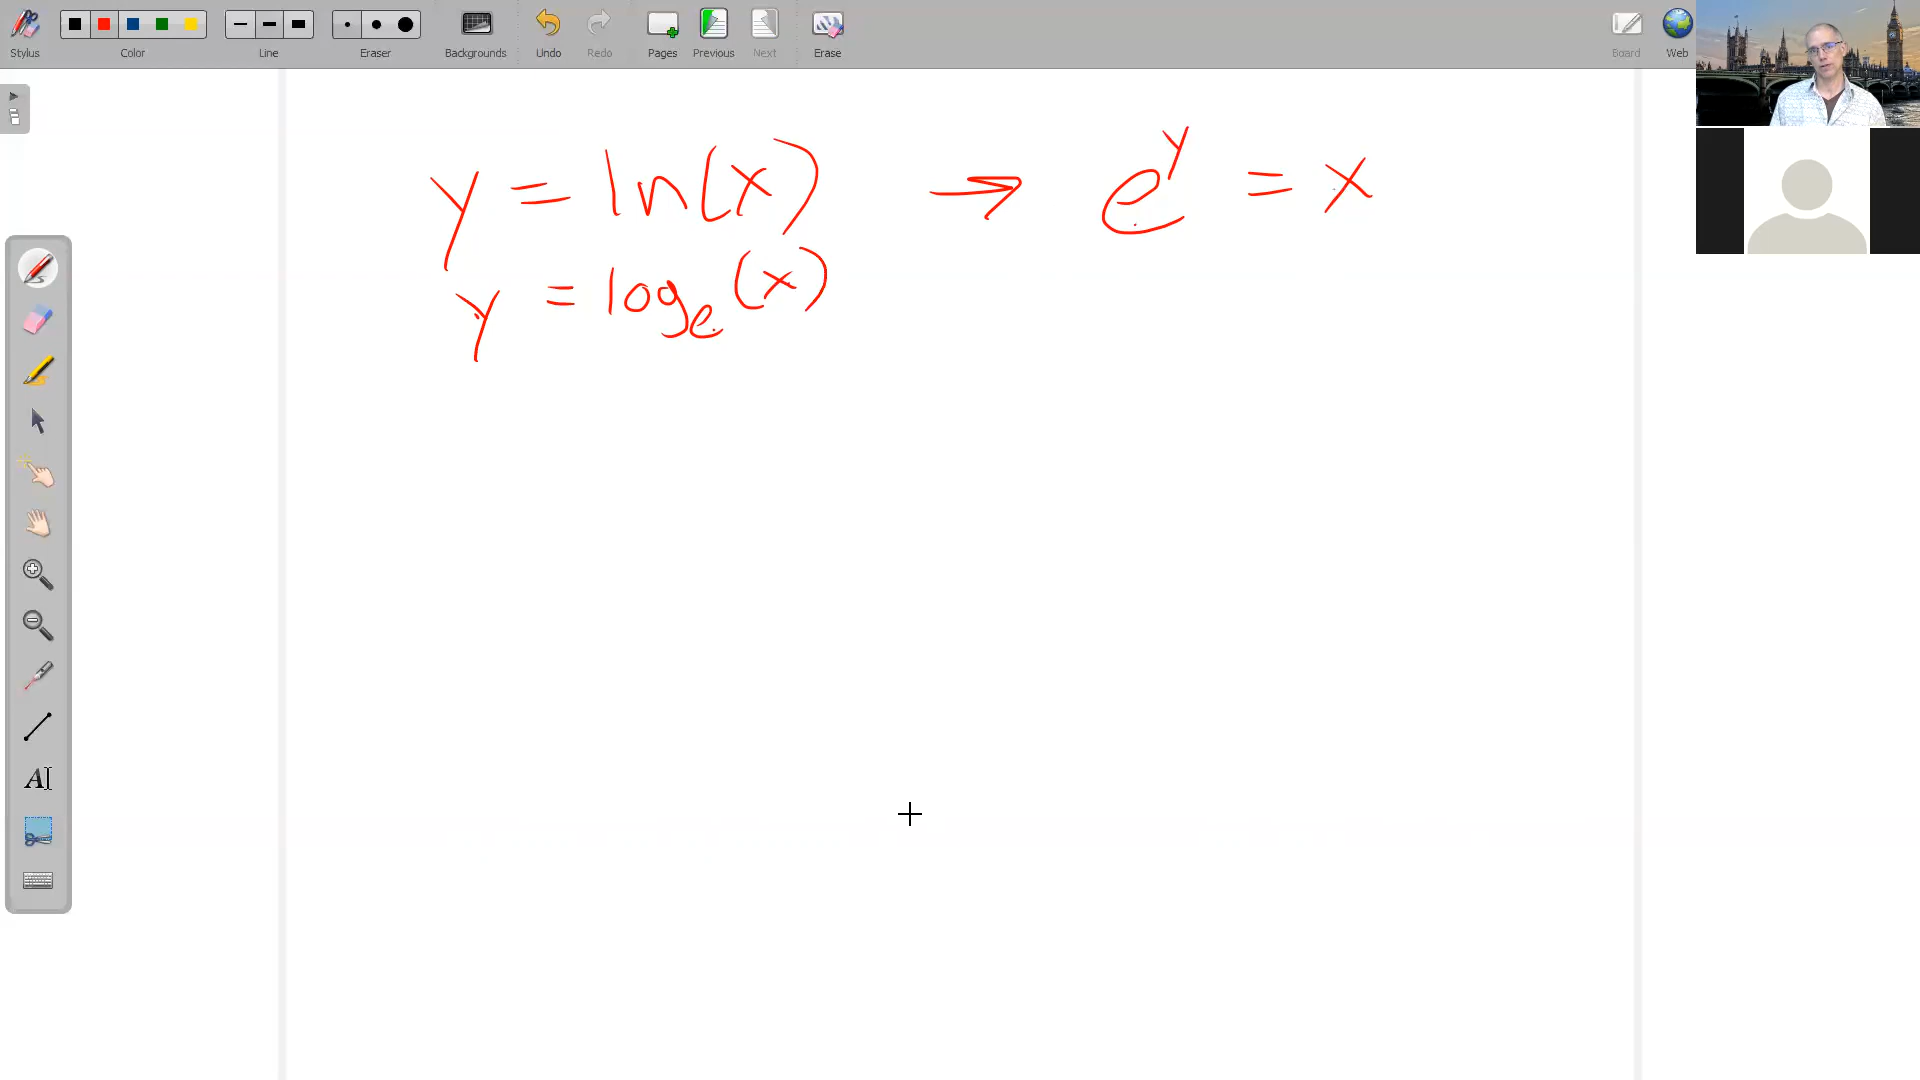 Stylus Color Line Eraser Backgrounds Undo Redo Pages Previous Next Erase Board Web
y = ln(x) → e^y = x
y = log_e (x)